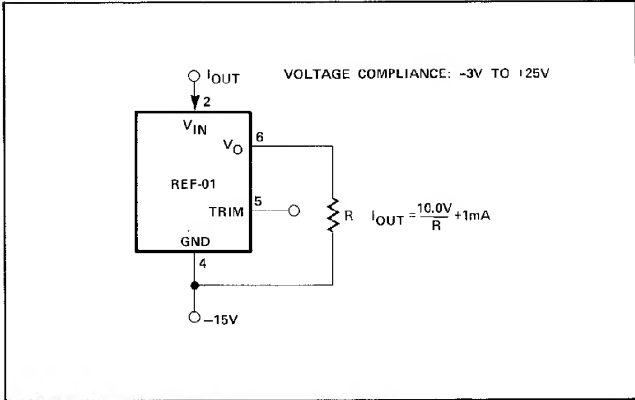 IOUT
VOLTAGE COMPLIANCE: -3V TO +25V
2
VIN
6
VO
REF-01
5
TRIM
R
IOUT = 10.0V/R +1mA
GND
4
-15V